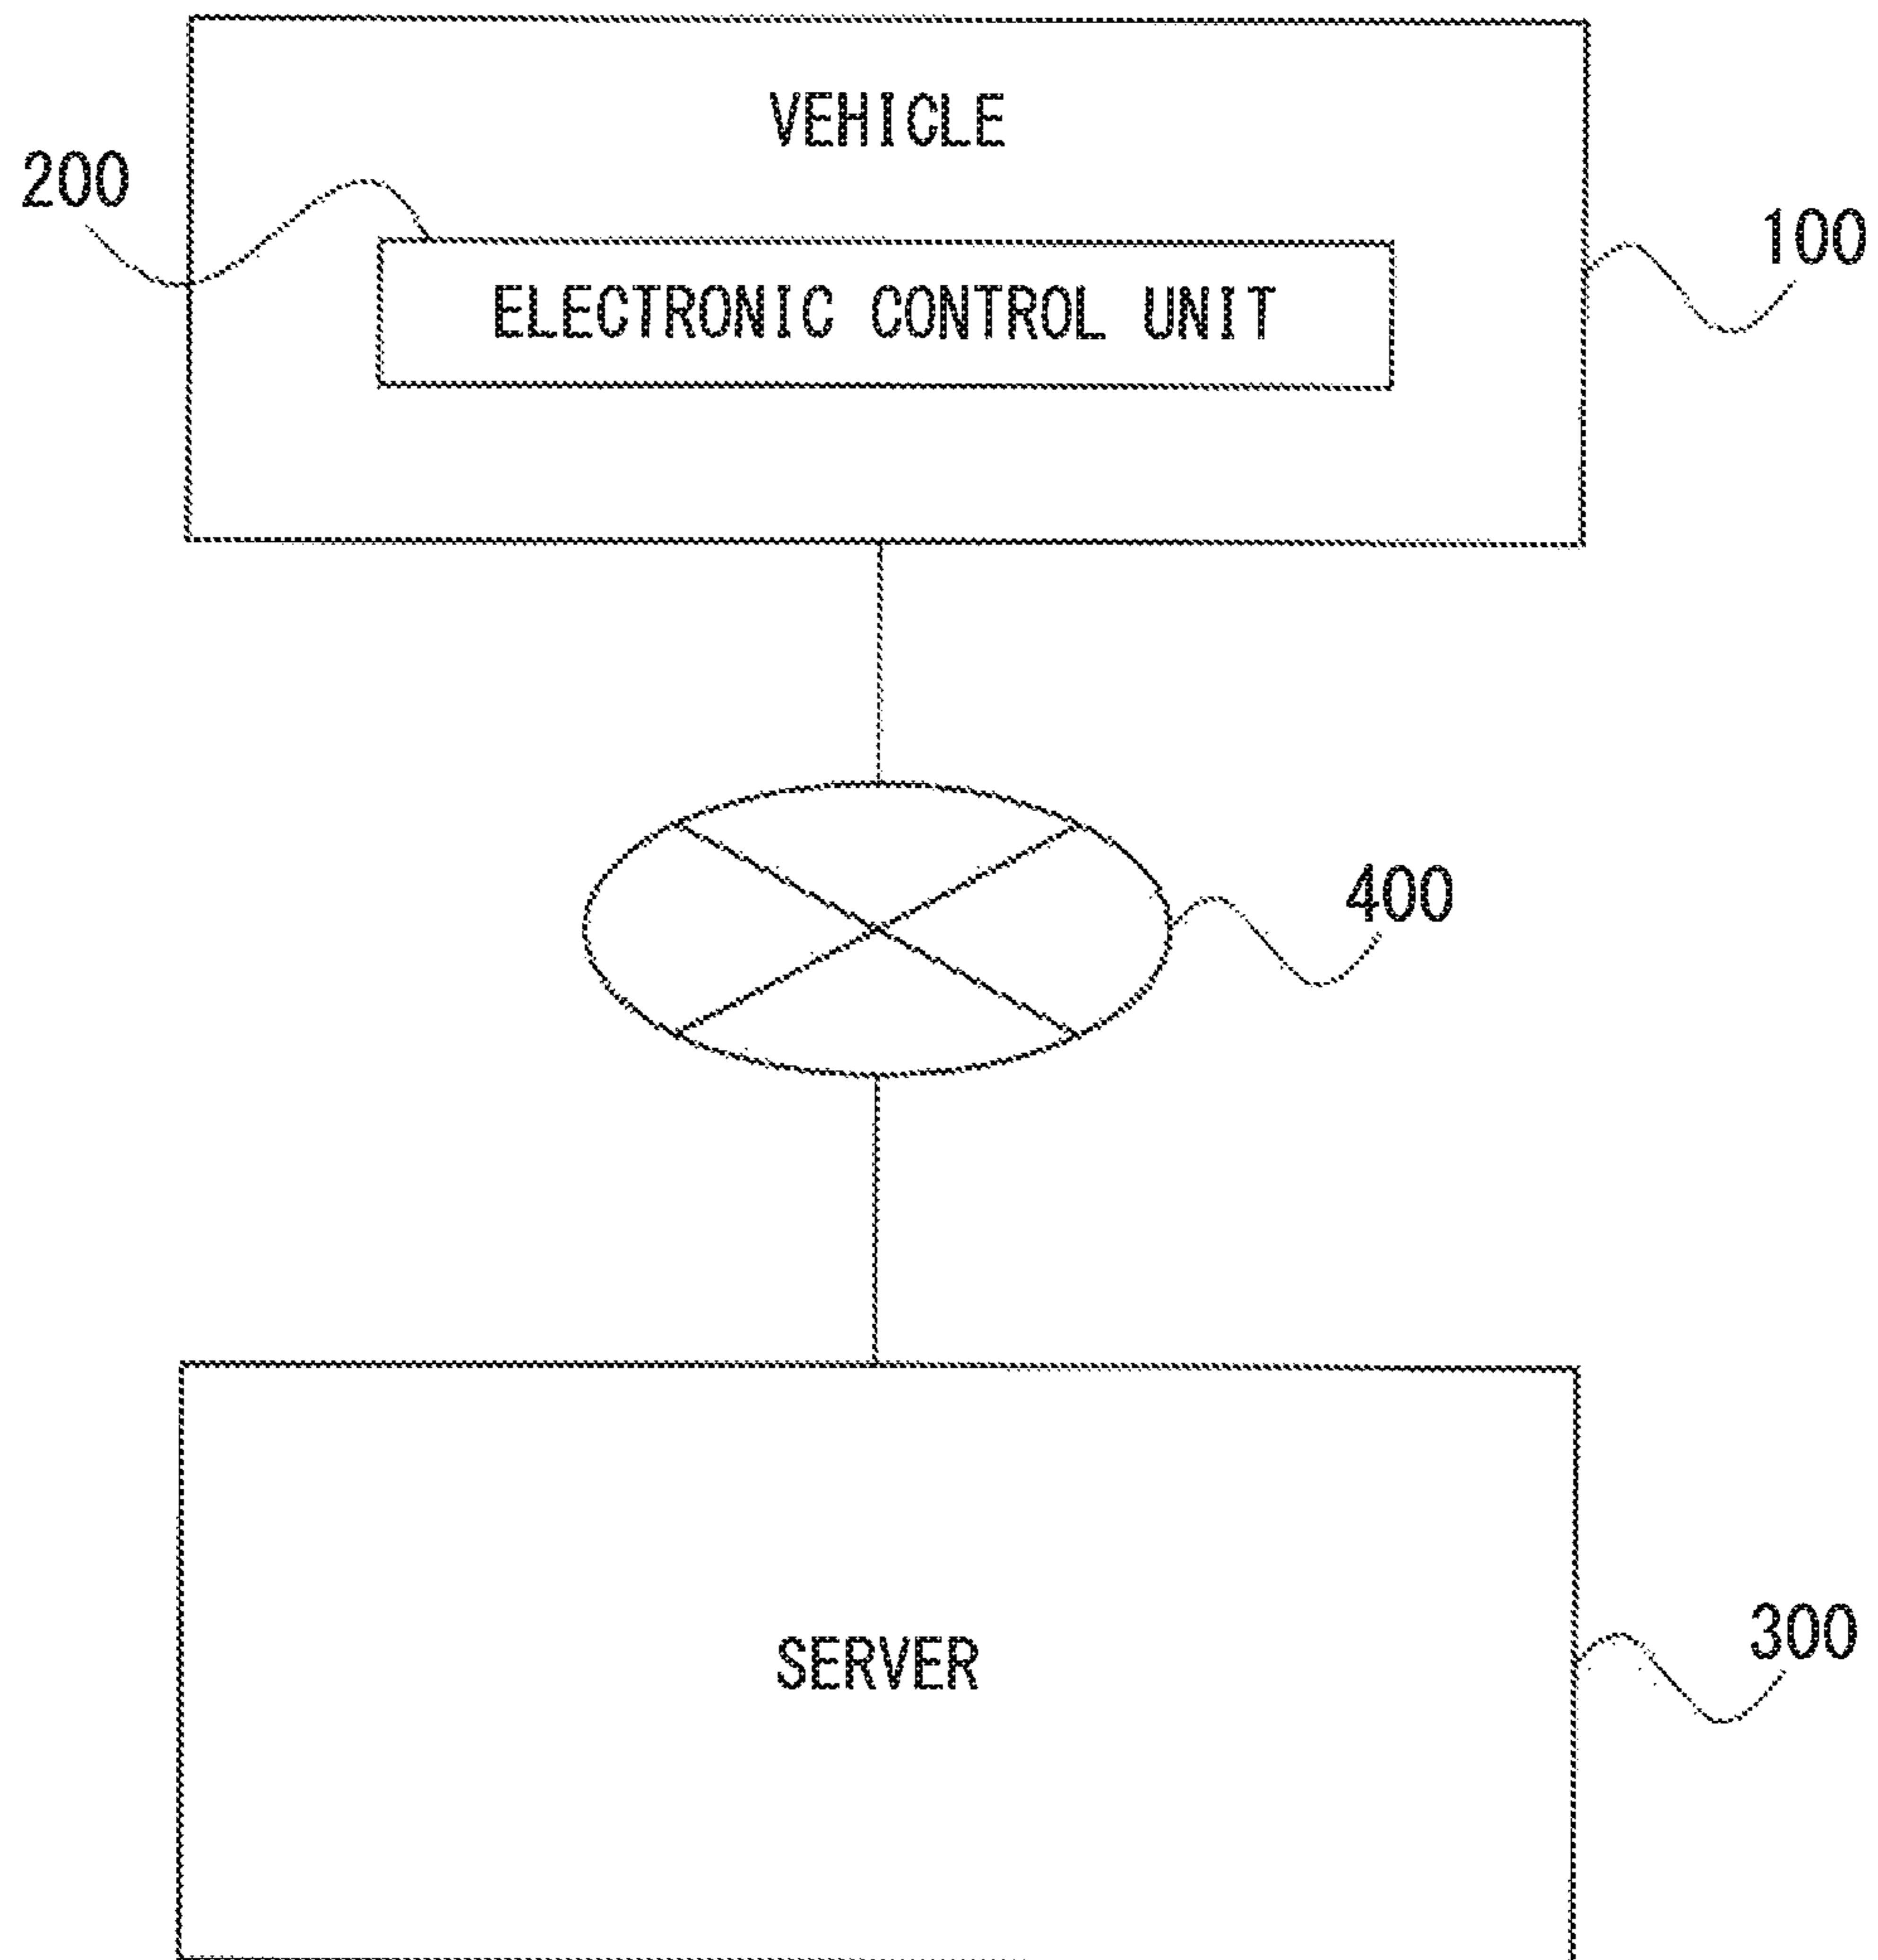 VEHICLE
200
100
ELECTRONIC CONTROL UNIT
400
SERVER
300